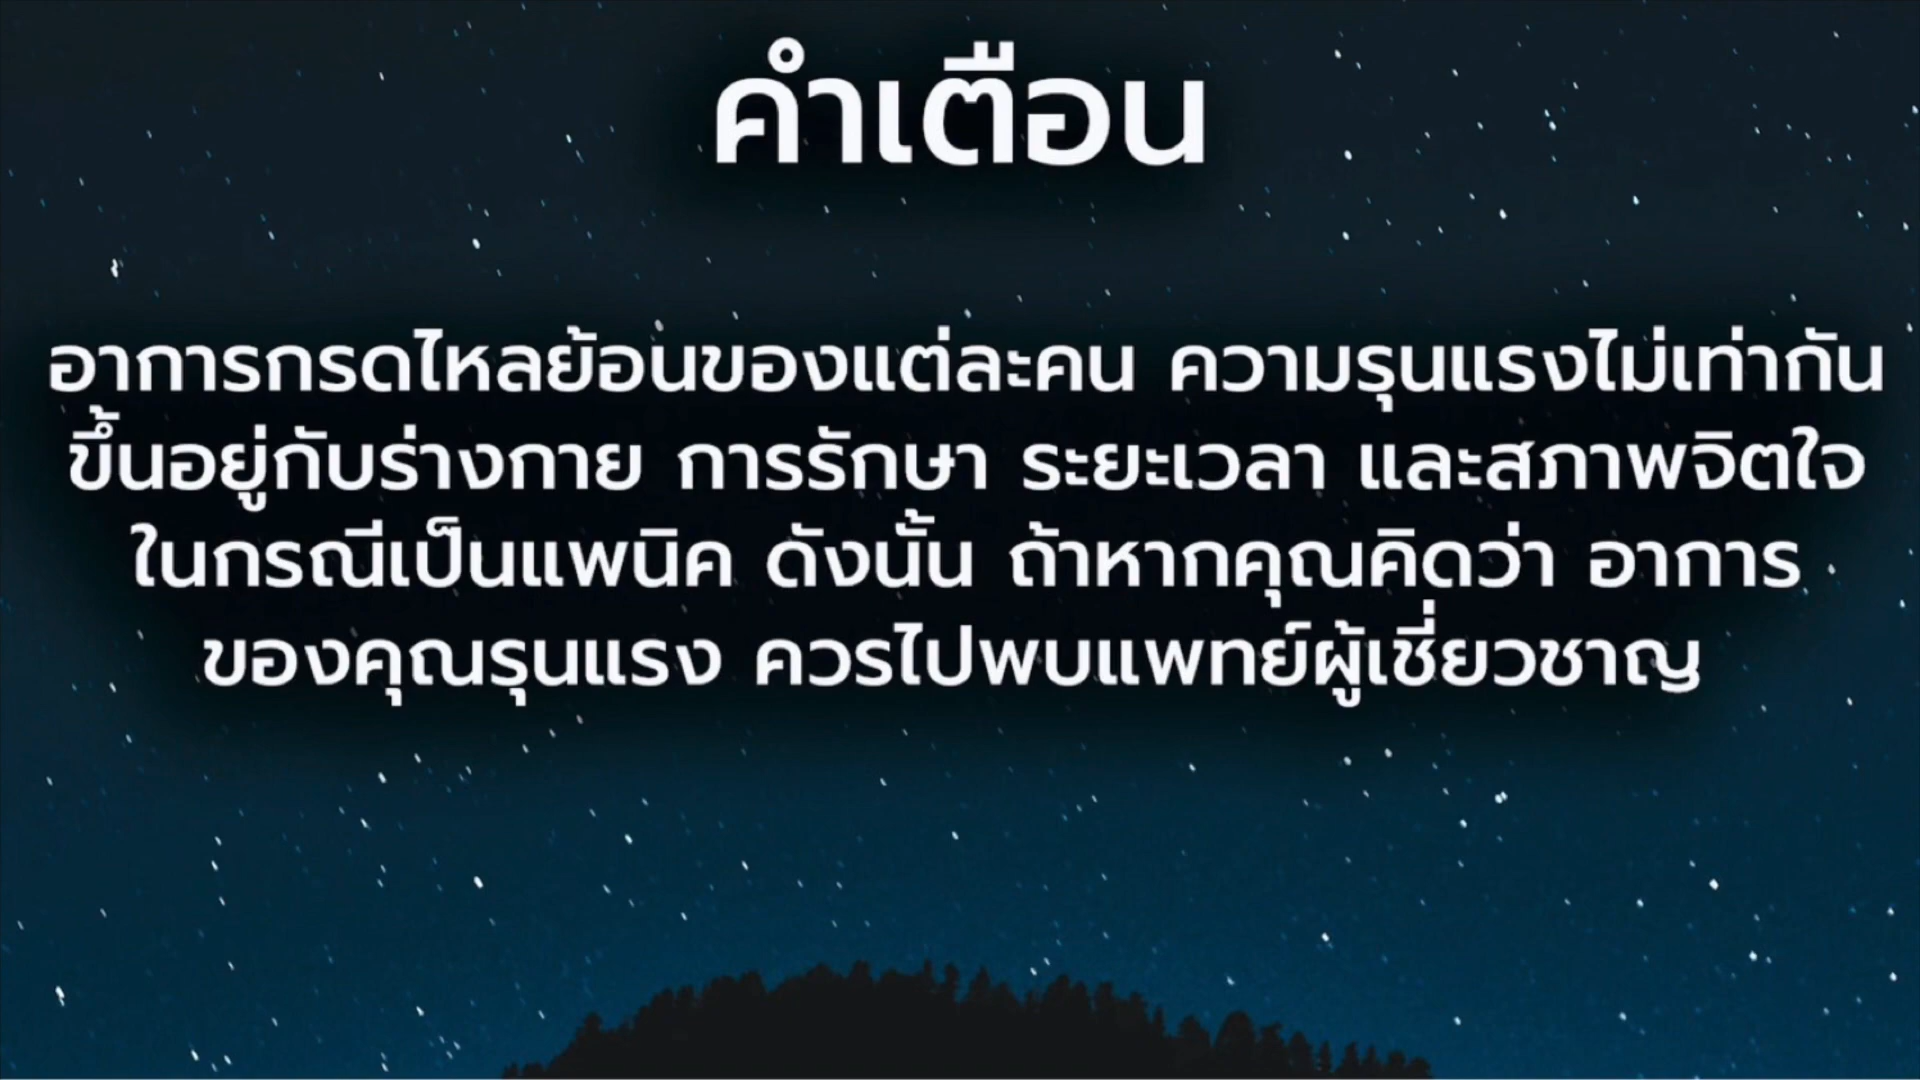 คำเตือน
อาการกรดไหลย้อนของแต่ละคน ความรุนแรงไม่เท่ากัน
ขึ้นอยู่กับร่างกาย การรักษา ระยะเวลา และสภาพจิตใจ
ในกรณีเป็นแพนิค ดังนั้น ถ้าหากคุณคิดว่า อาการ
ของคุณรุนแรง ควรไปพบแพทย์ผู้เชี่ยวชาญ